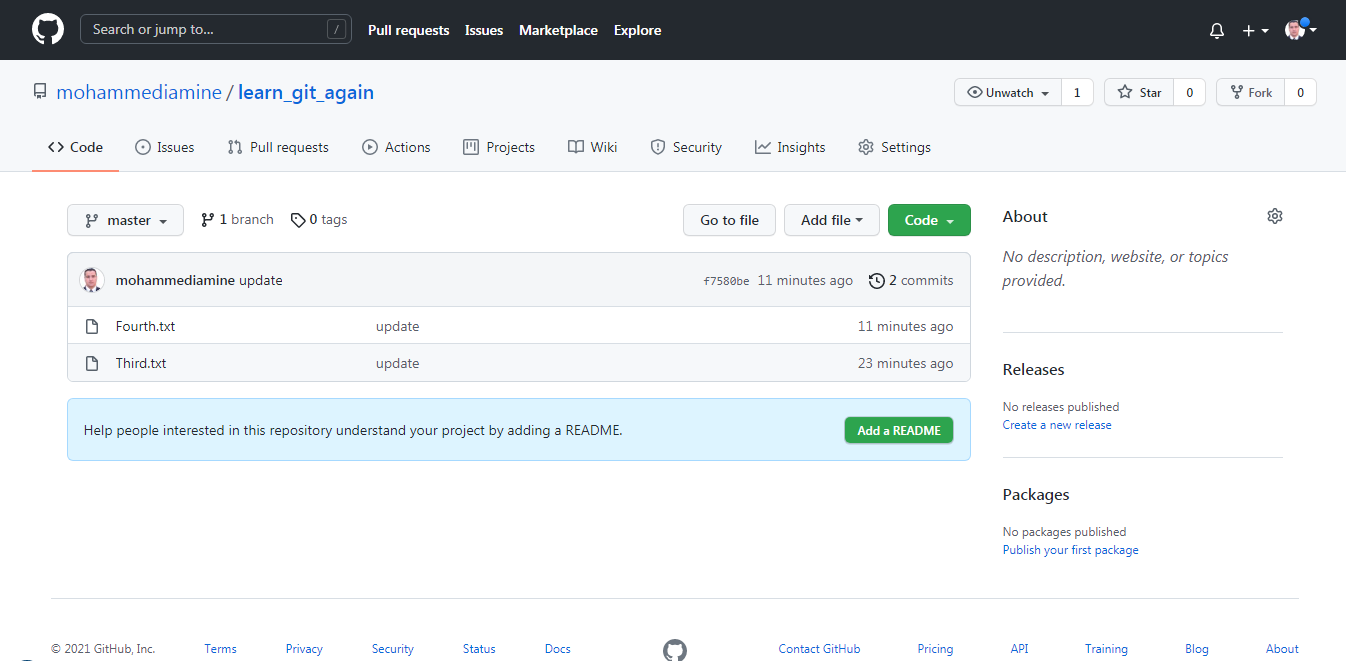 Search or jump to... / Pull requests Issues Marketplace Explore
mohammediamine / learn_git_again Unwatch 1 Star 0 Fork 0
Code Issues Pull requests Actions Projects Wiki Security Insights Settings
master 1 branch 0 tags Go to file Add file Code
mohammediamine update f7580be 11 minutes ago 2 commits
Fourth.txt update 11 minutes ago
Third.txt update 23 minutes ago
Help people interested in this repository understand your project by adding a README. Add a README
About
No description, website, or topics
provided.
Releases
No releases published
Create a new release
Packages
No packages published
Publish your first package
© 2021 GitHub, Inc. Terms Privacy Security Status Docs Contact GitHub Pricing API Training Blog About